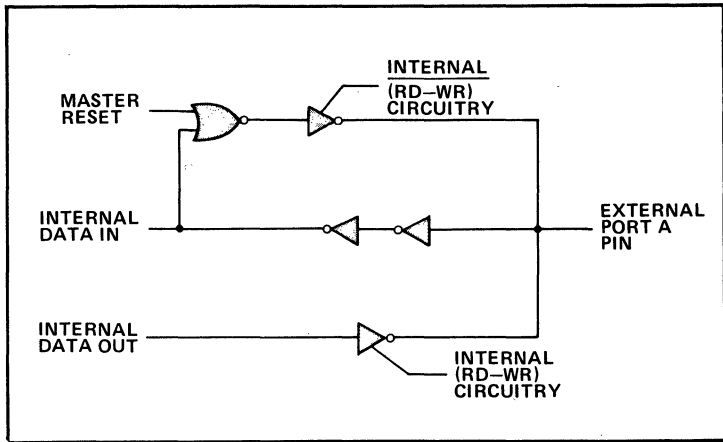 INTERNAL
(RD–WR)
CIRCUITRY
MASTER
RESET
INTERNAL
DATA IN
EXTERNAL
PORT A
PIN
INTERNAL
DATA OUT
INTERNAL
(RD–WR)
CIRCUITRY